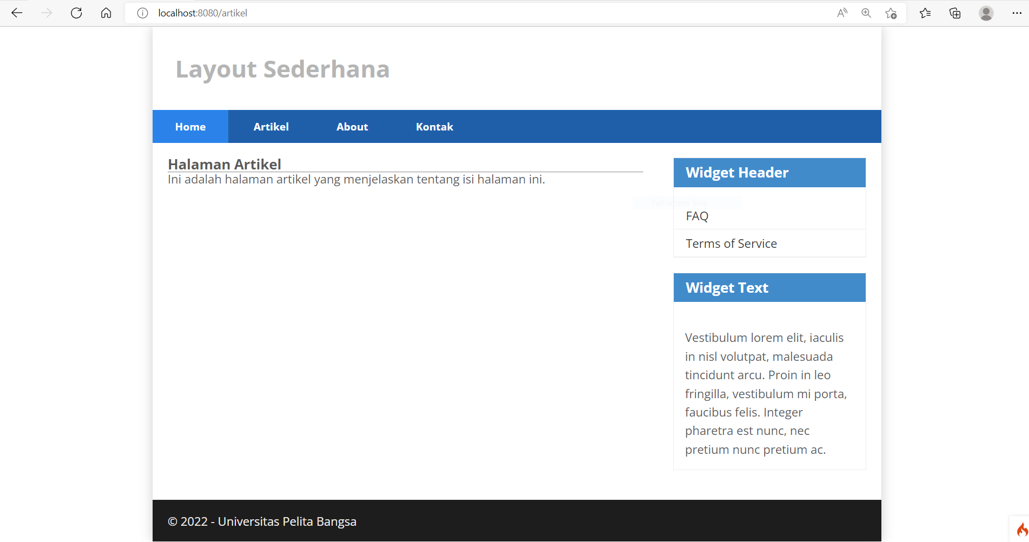 localhost:8080/artikel
Layout Sederhana
Home Artikel About Kontak
Halaman Artikel
Ini adalah halaman artikel yang menjelaskan tentang isi halaman ini.
Widget Header
FAQ
Terms of Service
Widget Text
Vestibulum lorem elit, iaculis
in nisl volutpat, malesuada
tincidunt arcu. Proin in leo
fringilla, vestibulum mi porta,
faucibus felis. Integer
pharetra est nunc, nec
pretium nunc pretium ac.
© 2022 - Universitas Pelita Bangsa